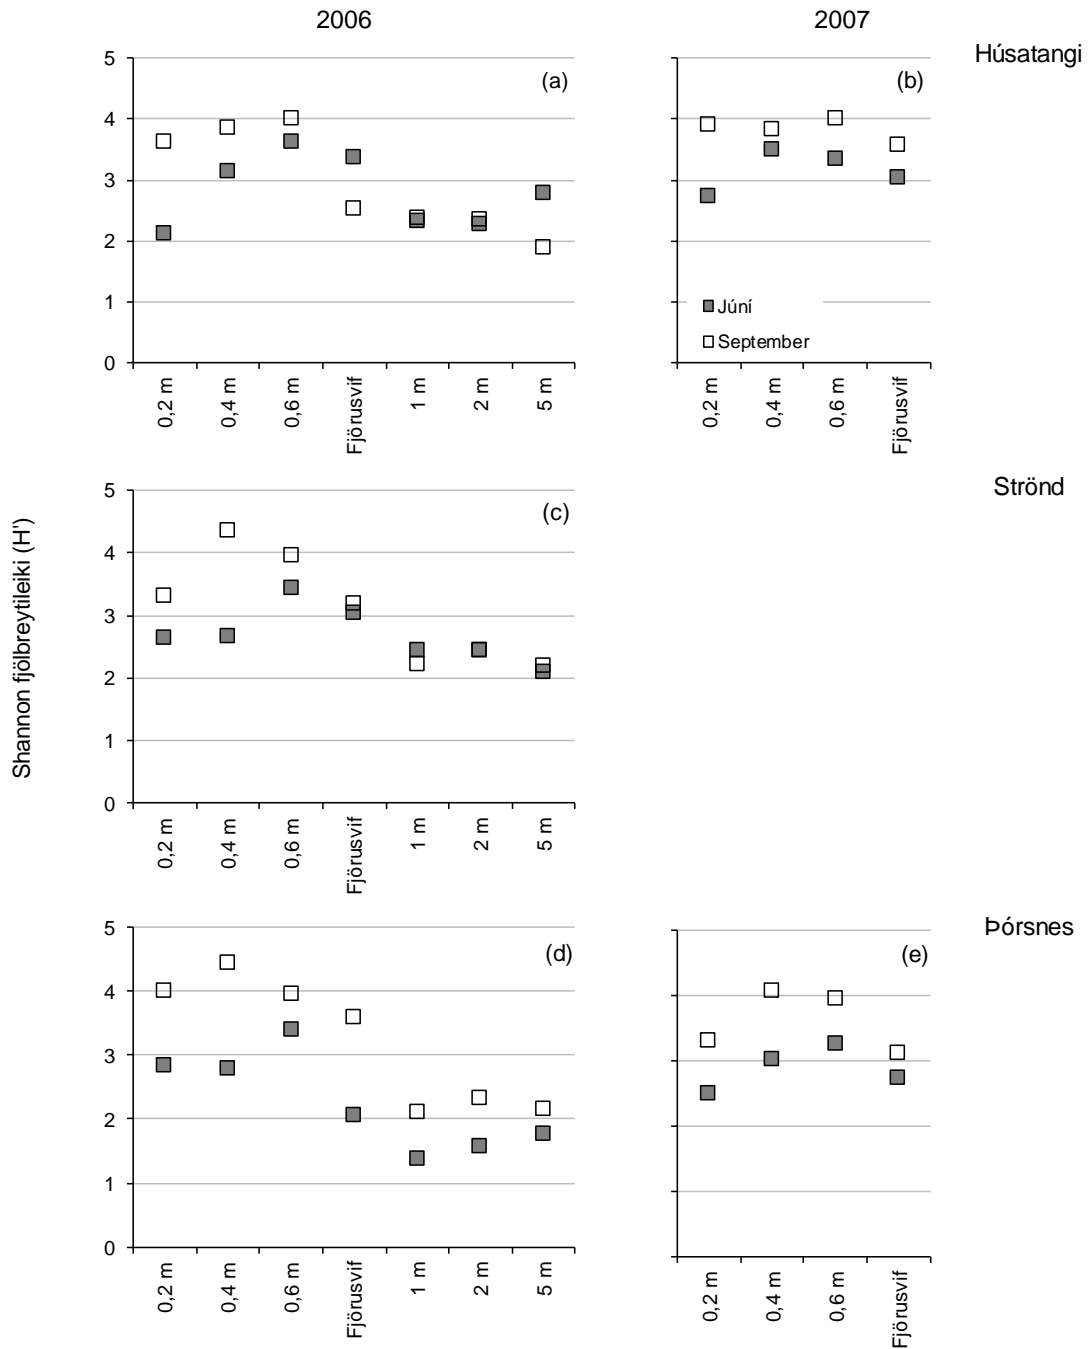 2006
2007
Húsatangi
(a)
5
4
3
2
1
0
0,2 m
0,4 m
0,6 m
Fjörusvif
1 m
2 m
5 m
(b)
Júní
September
0,2 m
0,4 m
0,6 m
Fjörusvif
Shannon fjölbreytileiki (H')
Strönd
(c)
5
4
3
2
1
0
0,2 m
0,4 m
0,6 m
Fjörusvif
1 m
2 m
5 m
Þórsnes
(d)
5
4
3
2
1
0
0,2 m
0,4 m
0,6 m
Fjörusvif
1 m
2 m
5 m
(e)
0,2 m
0,4 m
0,6 m
Fjörusvif